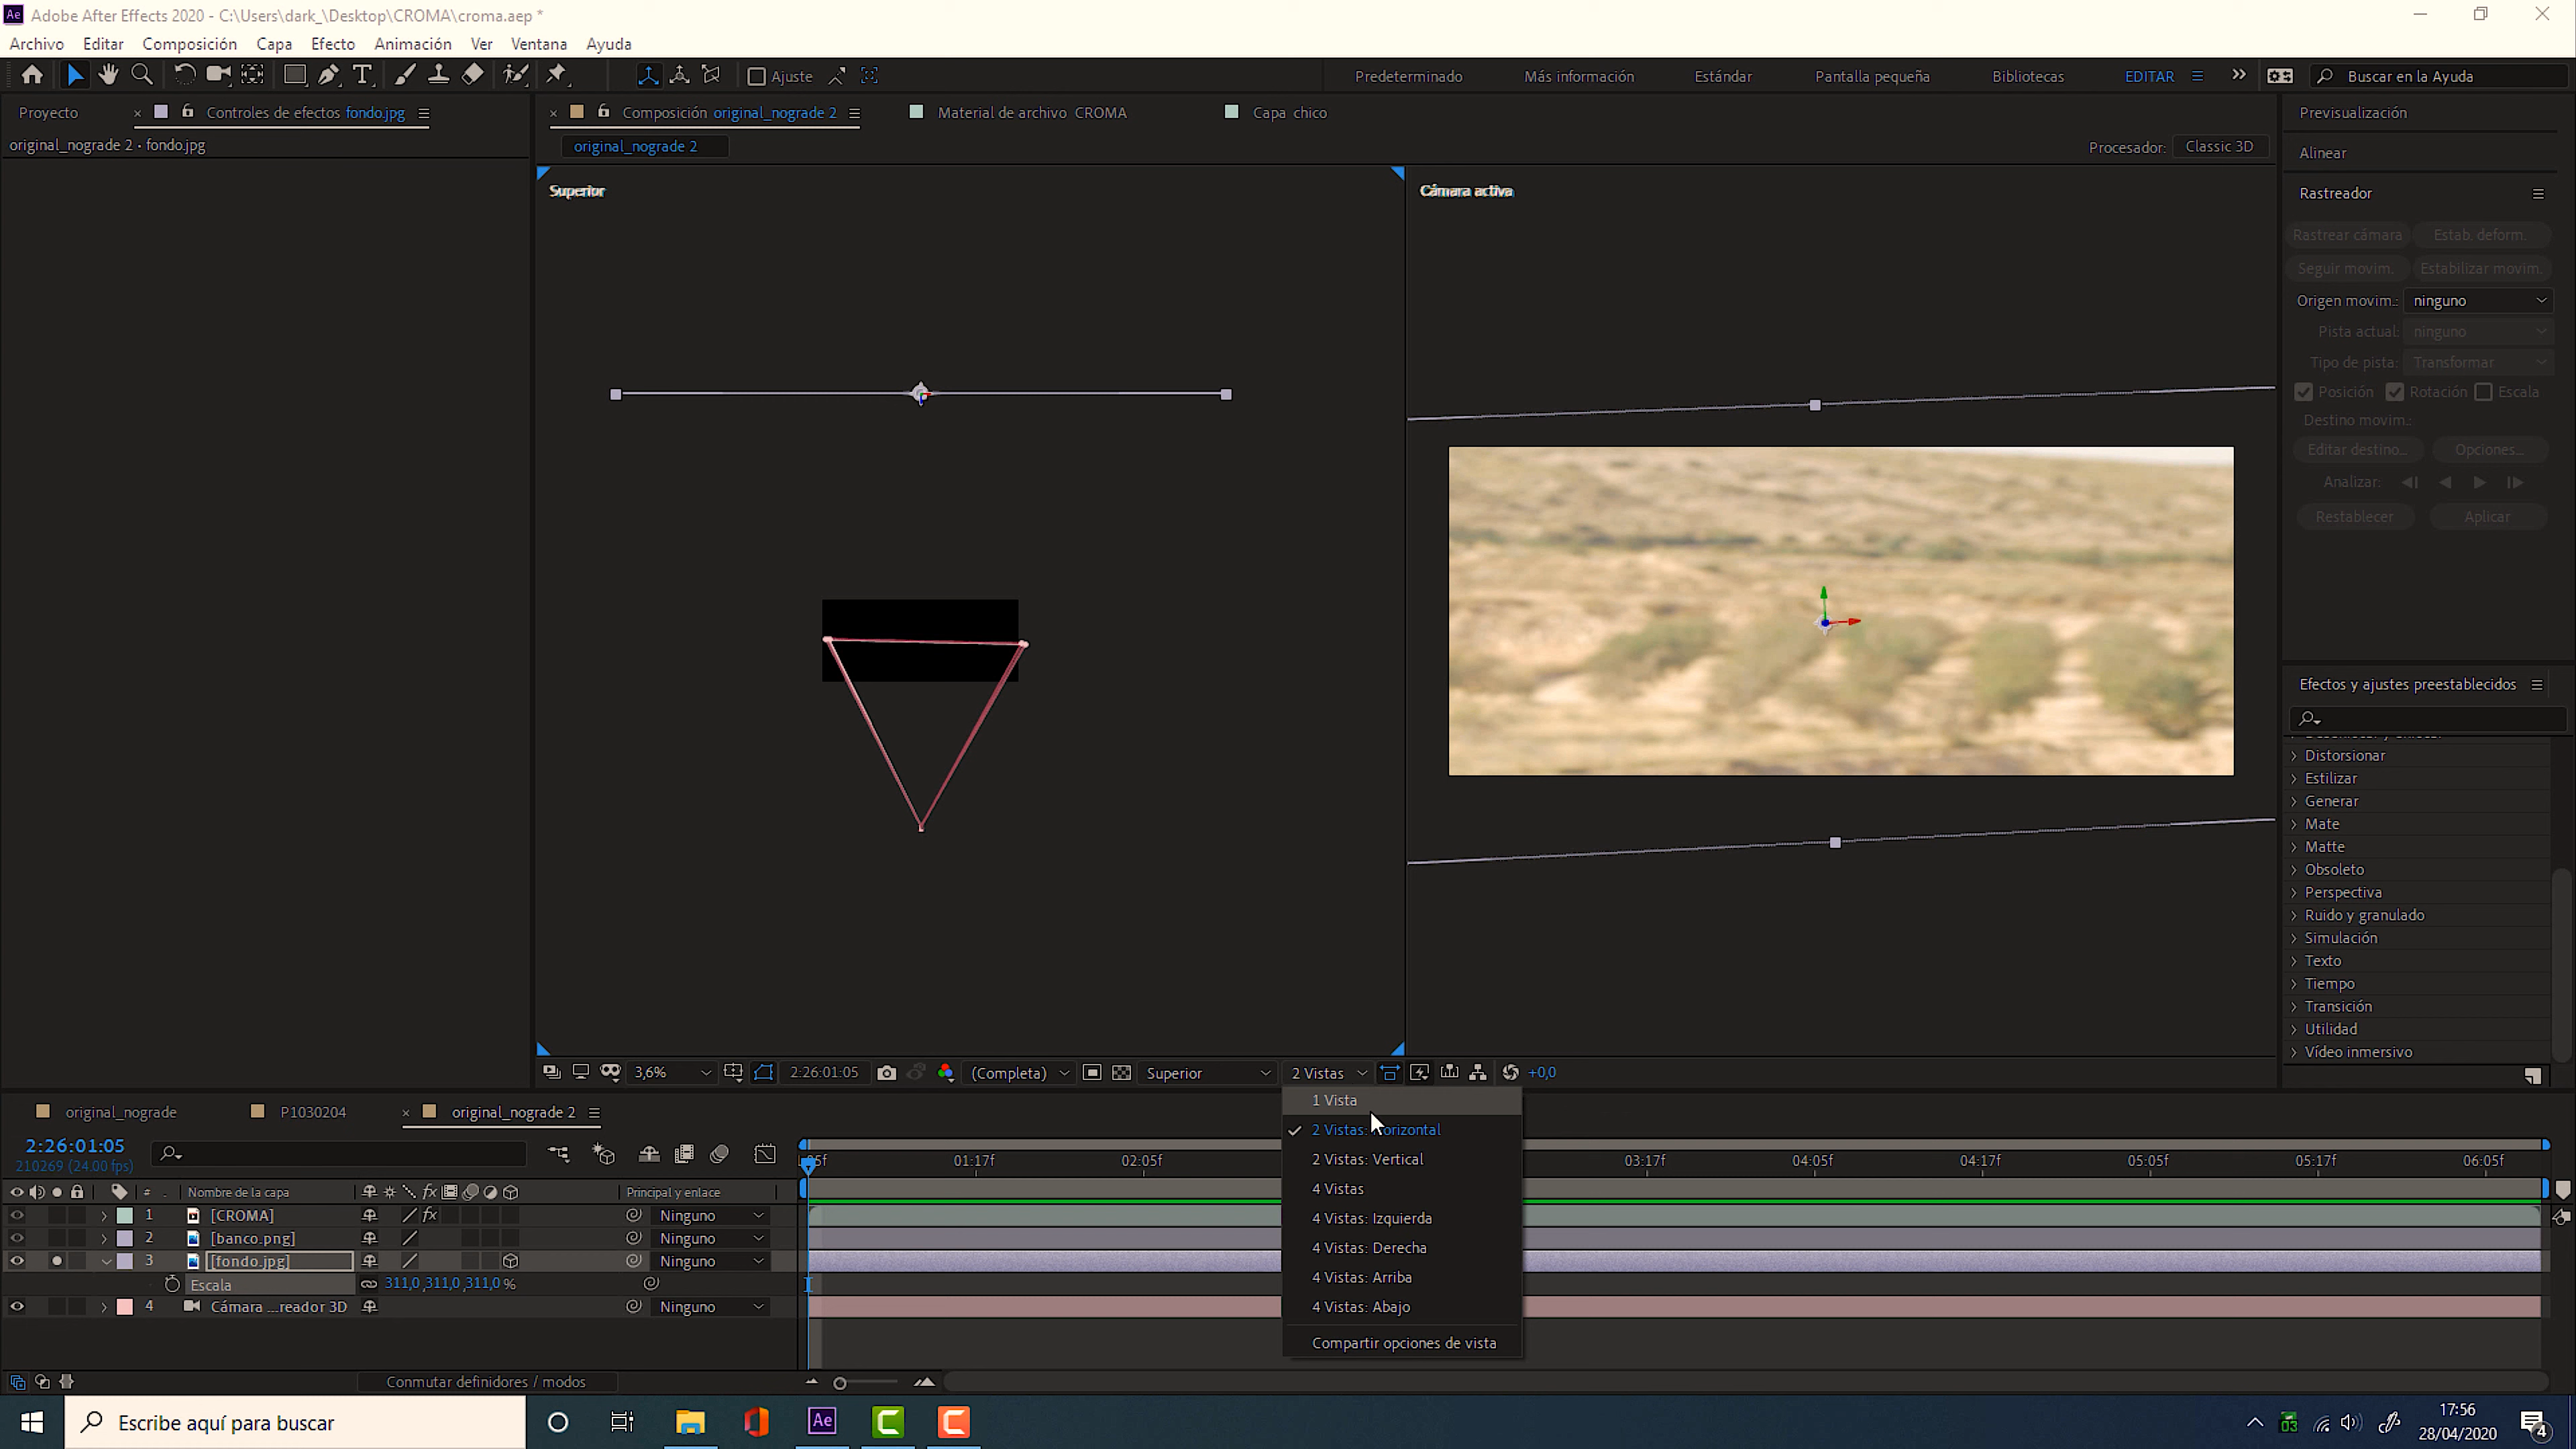 Adobe After Effects 2020 - C:\Users\dark_\Desktop\CROMA\croma.aep *
Archivo Editar Composición Capa Efecto Animación Ver Ventana Ayuda
Ajuste
Predeterminado Más información Estándar Pantalla pequeña Bibliotecas EDITAR Buscar en la Ayuda
Proyecto Controles de efectos fondo.jpg
original_nograde 2 • fondo.jpg
Composición original_nograde 2 Material de archivo CROMA Capa chico
original_nograde 2
Procesador: Classic 3D
Superior
Cámara activa
Previsualización
Alinear
Rastreador
Rastrear cámara Estab. deform.
Seguir movim. Estabilizar movim.
Origen movim.: ninguno
Pista actual: ninguno
Tipo de pista: Transformar
Posición Rotación Escala
Destino movim.:
Editar destino... Opciones...
Analizar:
Restablecer Aplicar
Efectos y ajustes preestablecidos
Distorsionar
Estilizar
Generar
Mate
Matte
Obsoleto
Perspectiva
Ruido y granulado
Simulación
Texto
Tiempo
Transición
Utilidad
Vídeo inmersivo
3,6% 2:26:01:05 (Completa) Superior 2 Vistas +0,0
1 Vista
2 Vistas: Horizontal
2 Vistas: Vertical
4 Vistas
4 Vistas: Izquierda
4 Vistas: Derecha
4 Vistas: Arriba
4 Vistas: Abajo
Compartir opciones de vista
original_nograde P1030204 original_nograde 2
2:26:01:05
210269 (24.00 fps)
01:17f 02:05f 03:17f 04:05f 04:17f 05:05f 05:17f 06:05f
# Nombre de la capa fx Principal y enlace
1 [CROMA] fx Ninguno
2 [banco.png] Ninguno
3 [fondo.jpg] Ninguno
Escala 311,0,311,0,311,0 %
4 Cámara ...reador 3D Ninguno
Conmutar definidores / modos
Escribe aquí para buscar
Ae
17:56
28/04/2020
03
4